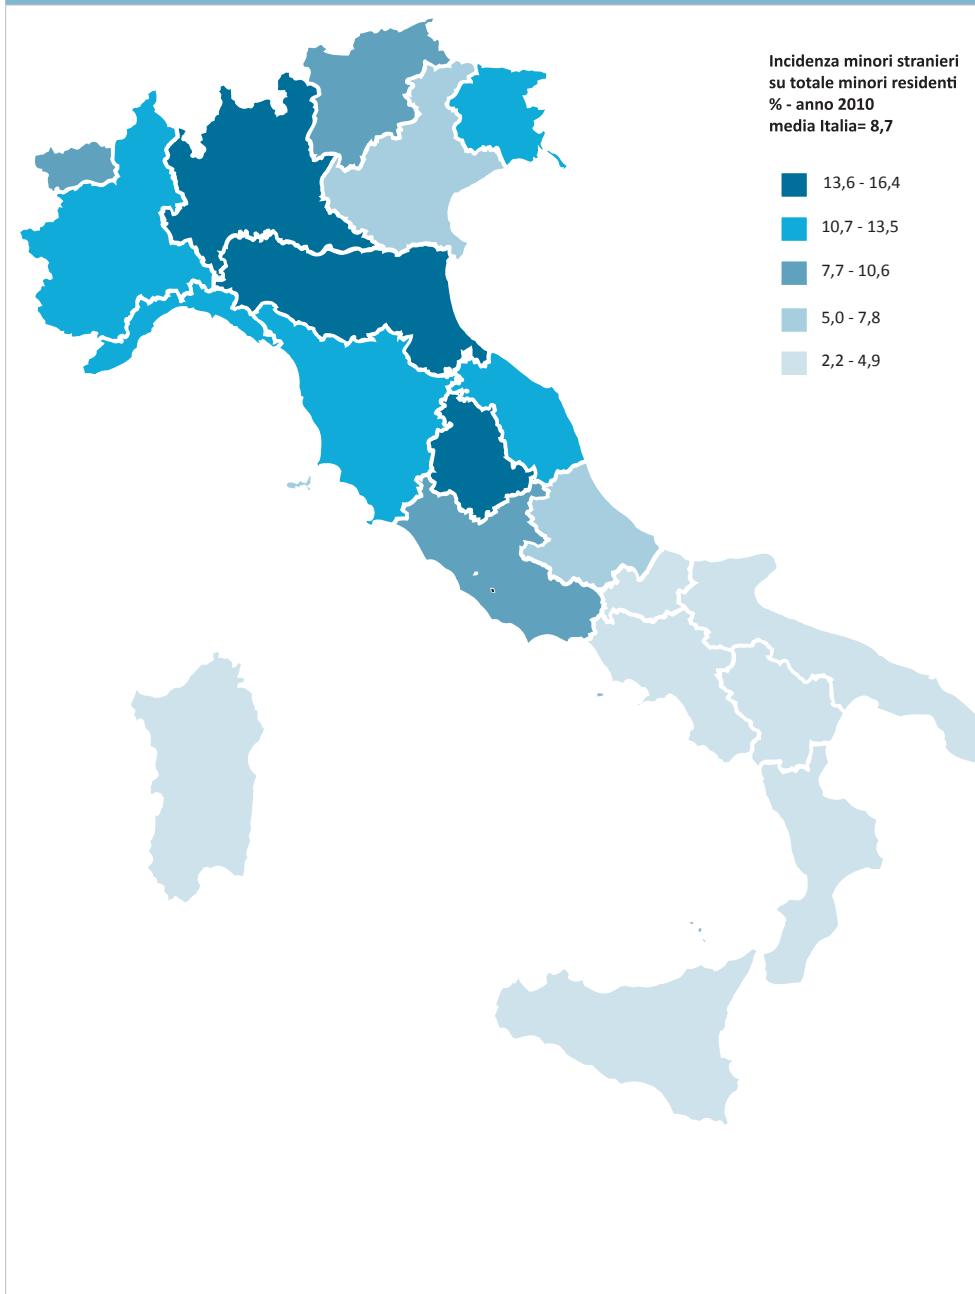 Incidenza minori stranieri
su totale minori residenti
% - anno 2010
media Italia= 8,7
13,6 - 16,4
10,7 - 13,5
7,7 - 10,6
5,0 - 7,8
2,2 - 4,9